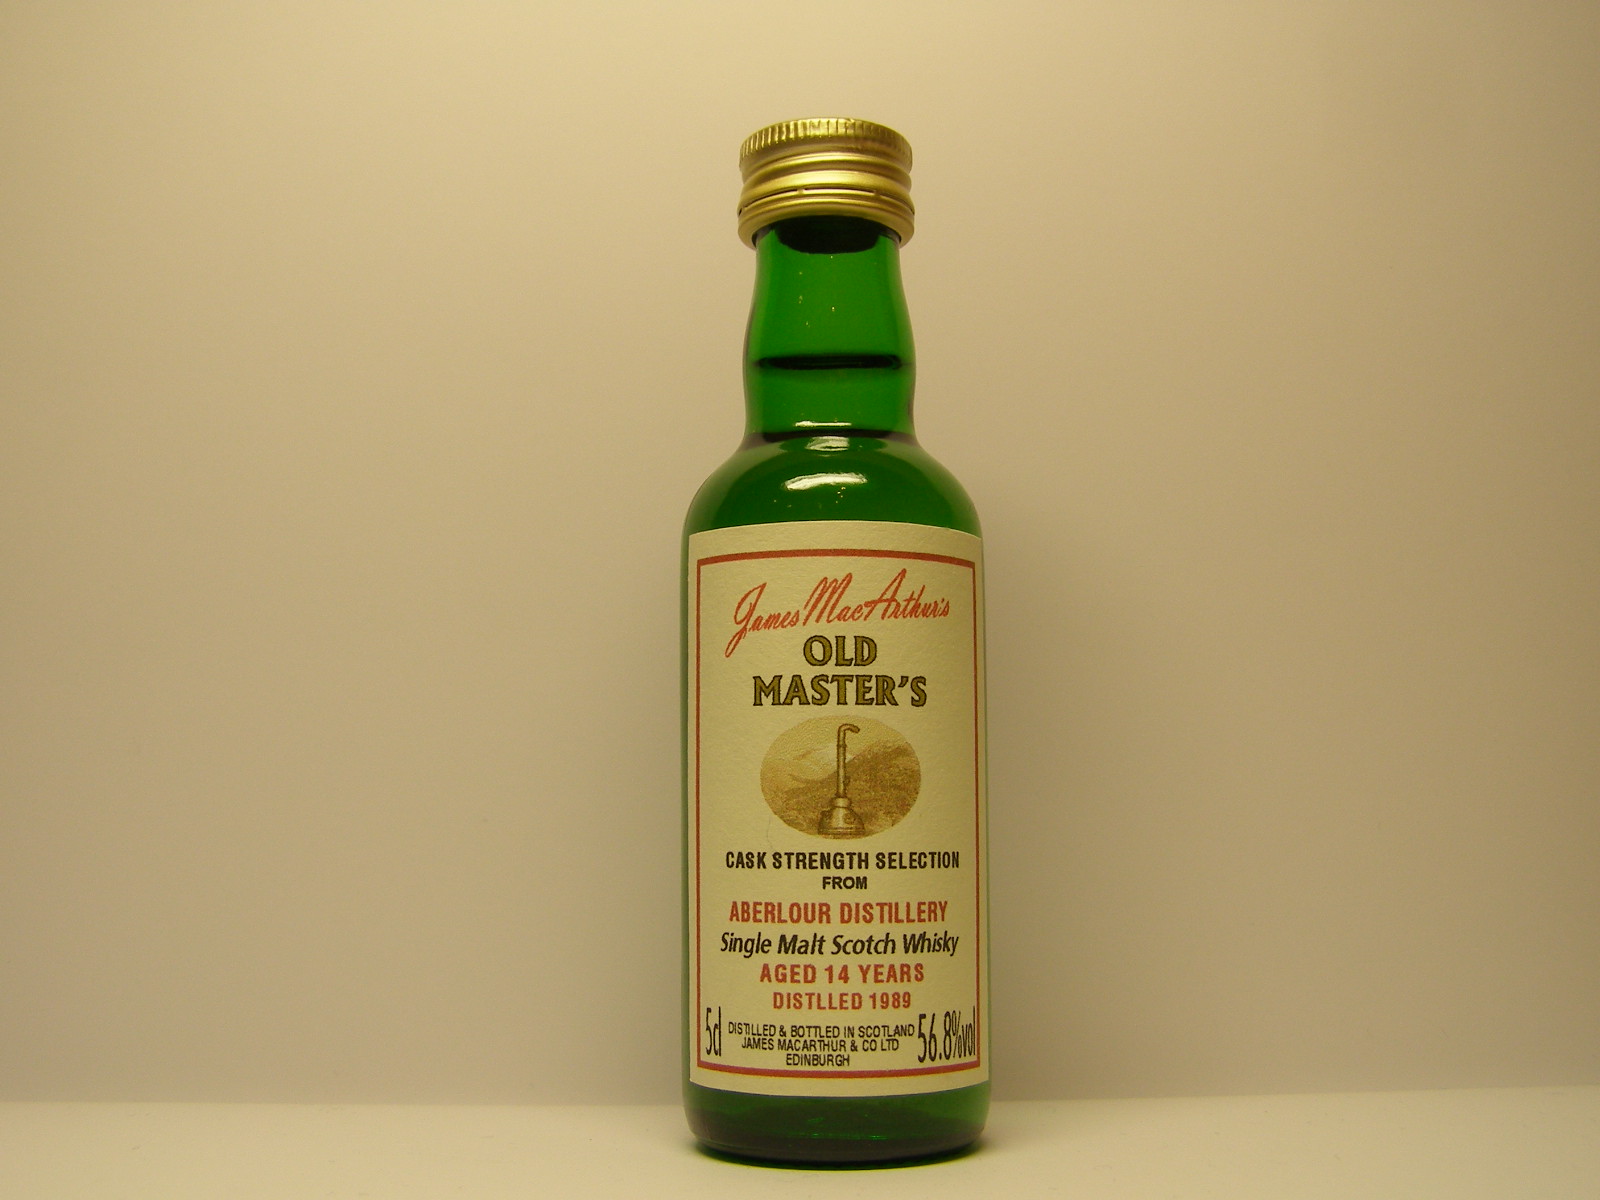 James MacArthur's
OLD
MASTER'S
CASK STRENGTH SELECTION
FROM
ABERLOUR DISTILLERY
Single Malt Scotch Whisky
AGED 14 YEARS
DISTLLED 1989
5cl
DISTILLED & BOTTLED IN SCOTLAND
JAMES MACARTHUR & CO LTD
EDINBURGH
56.8%vol